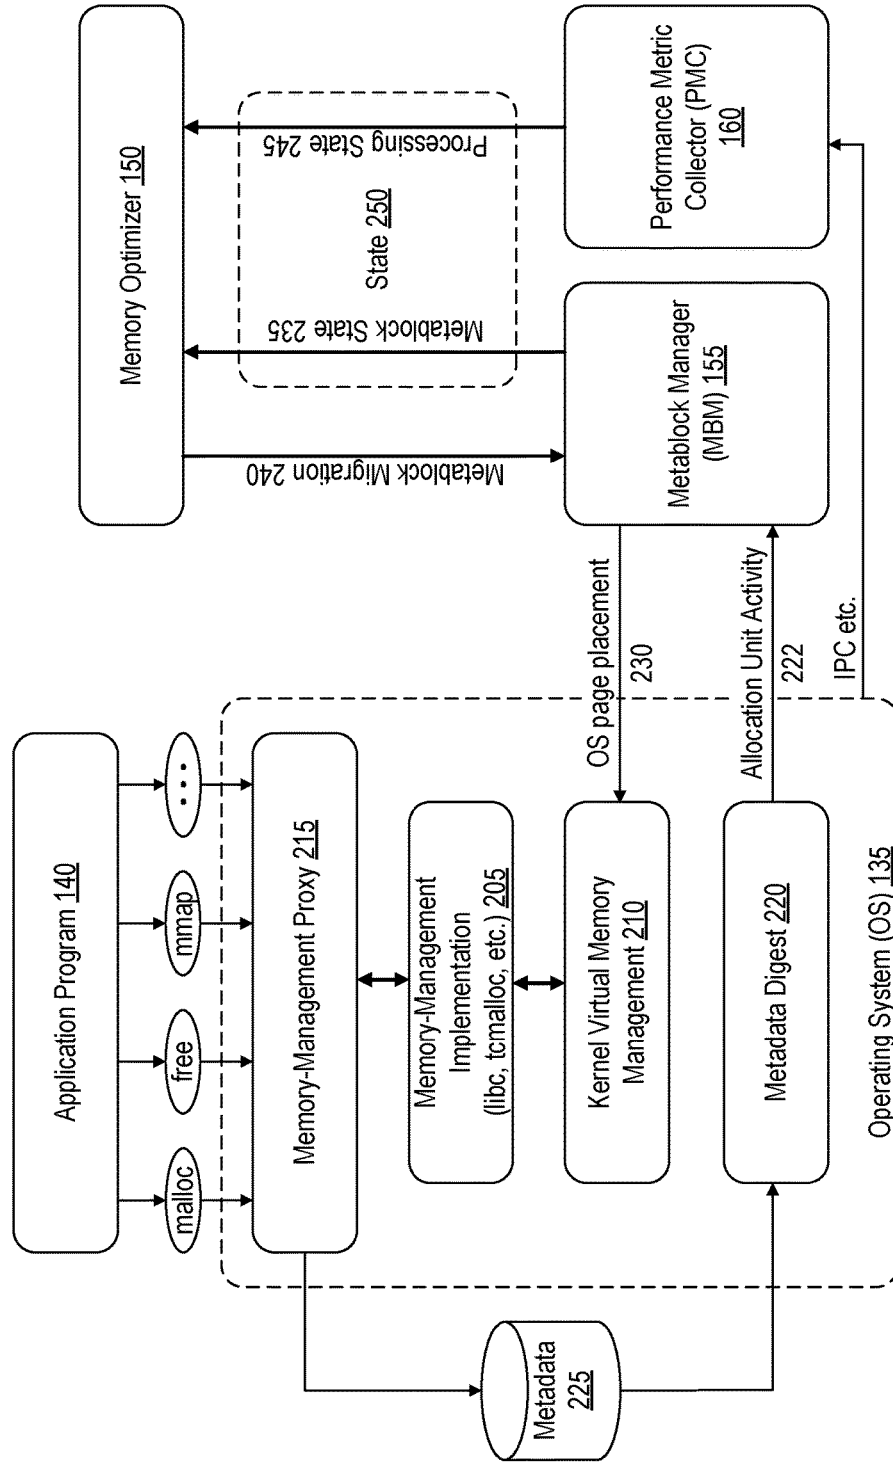 Application Program 140
malloc
free
mmap
Memory-Management Proxy 215
Memory-Management
Implementation
(libc, tcmalloc, etc.) 205
Kernel Virtual Memory
Management 210
Metadata Digest 220
Metadata
225
Operating System (OS) 135
OS page placement
230
Allocation Unit Activity
222
IPC etc.
Memory Optimizer 150
Metablock Migration 240
Metablock State 235
State 250
Processing State 245
Metablock Manager
(MBM) 155
Performance Metric
Collector (PMC)
160